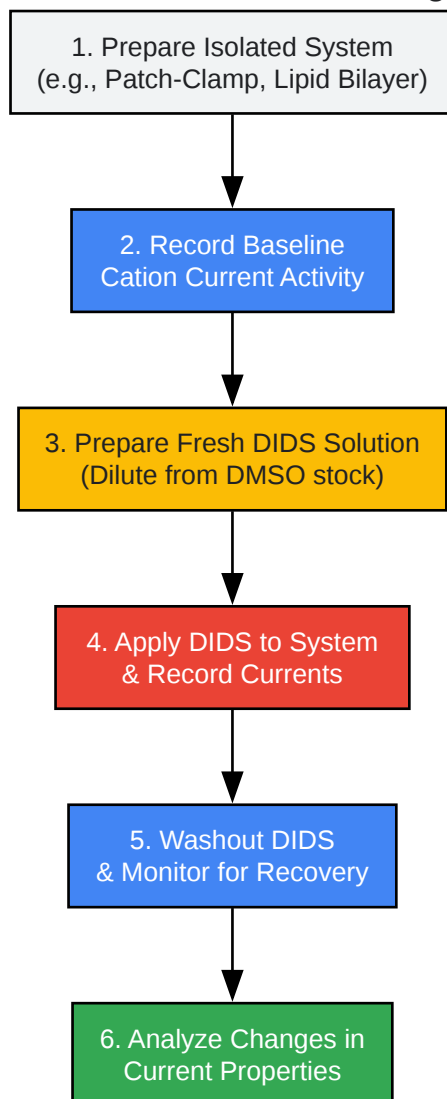 1. Prepare Isolated System
(e.g., Patch-Clamp, Lipid Bilayer)
2. Record Baseline
Cation Current Activity
3. Prepare Fresh DIDS Solution
(Dilute from DMSO stock)
4. Apply DIDS to System
& Record Currents
5. Washout DIDS
& Monitor for Recovery
6. Analyze Changes in
Current Properties